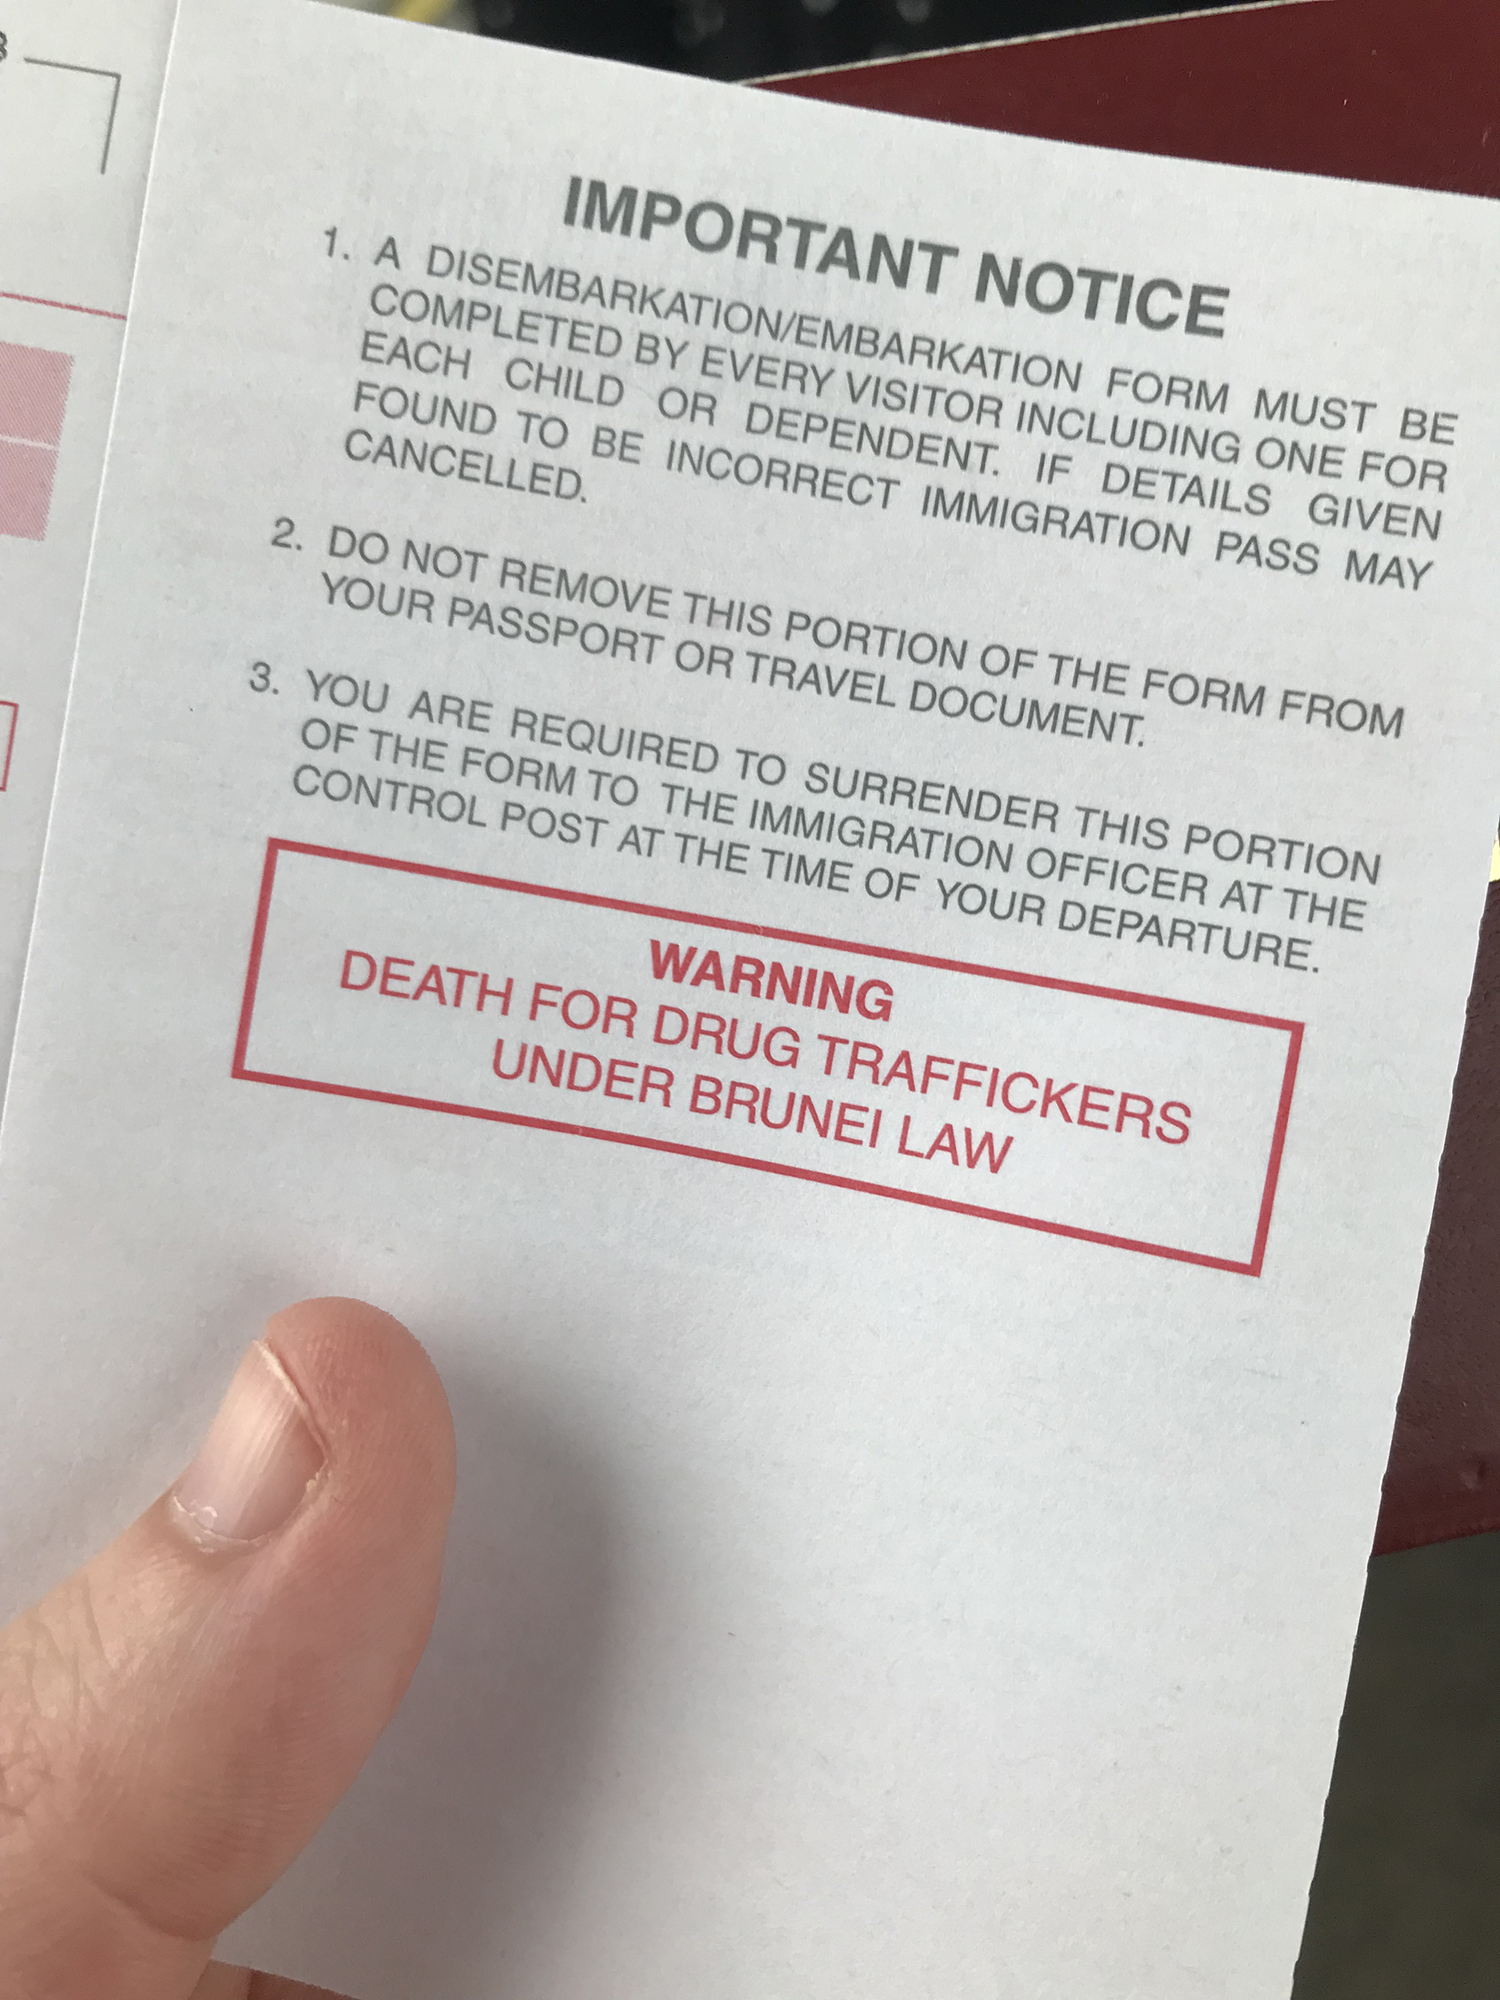 IMPORTANT NOTICE
1. A DISEMBARKATION/EMBARKATION FORM MUST BE
COMPLETED BY EVERY VISITOR INCLUDING ONE FOR
EACH CHILD OR DEPENDENT. IF DETAILS GIVEN
FOUND TO BE INCORRECT IMMIGRATION PASS MAY
CANCELLED.
2. DO NOT REMOVE THIS PORTION OF THE FORM FROM
YOUR PASSPORT OR TRAVEL DOCUMENT.
3. YOU ARE REQUIRED TO SURRENDER THIS PORTION
OF THE FORM TO THE IMMIGRATION OFFICER AT THE
CONTROL POST AT THE TIME OF YOUR DEPARTURE.
WARNING
DEATH FOR DRUG TRAFFICKERS
UNDER BRUNEI LAW